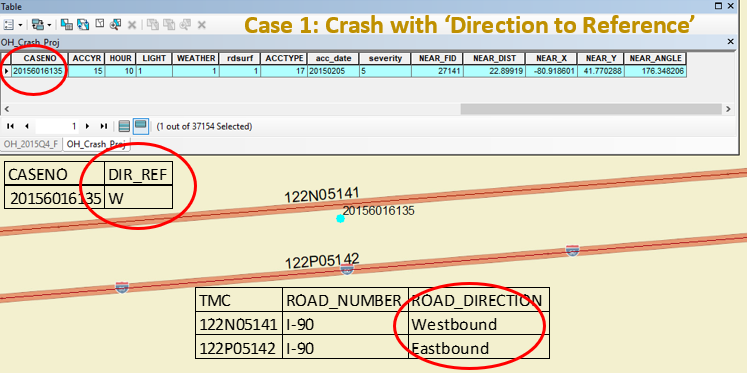 Table
Case 1: Crash with ‘Direction to Reference’
OH_Crash_Proj
CASENO ACCYR HOUR LIGHT WEATHER rdsurf ACCTYPE acc_date severity NEAR_FID NEAR_DIST NEAR_X NEAR_Y NEAR_ANGLE
20156016135 15 10 1 1 1 17 20150205 5 27141 22.89919 -80.918601 41.770288 176.348206
1 (1 out of 37154 Selected)
OH_2015Q4_F OH_Crash_Proj
CASENO DIR_REF
20156016135 W
122N05141
20156016135
122P05142
TMC ROAD_NUMBER ROAD_DIRECTION
122N05141 I-90 Westbound
122P05142 I-90 Eastbound